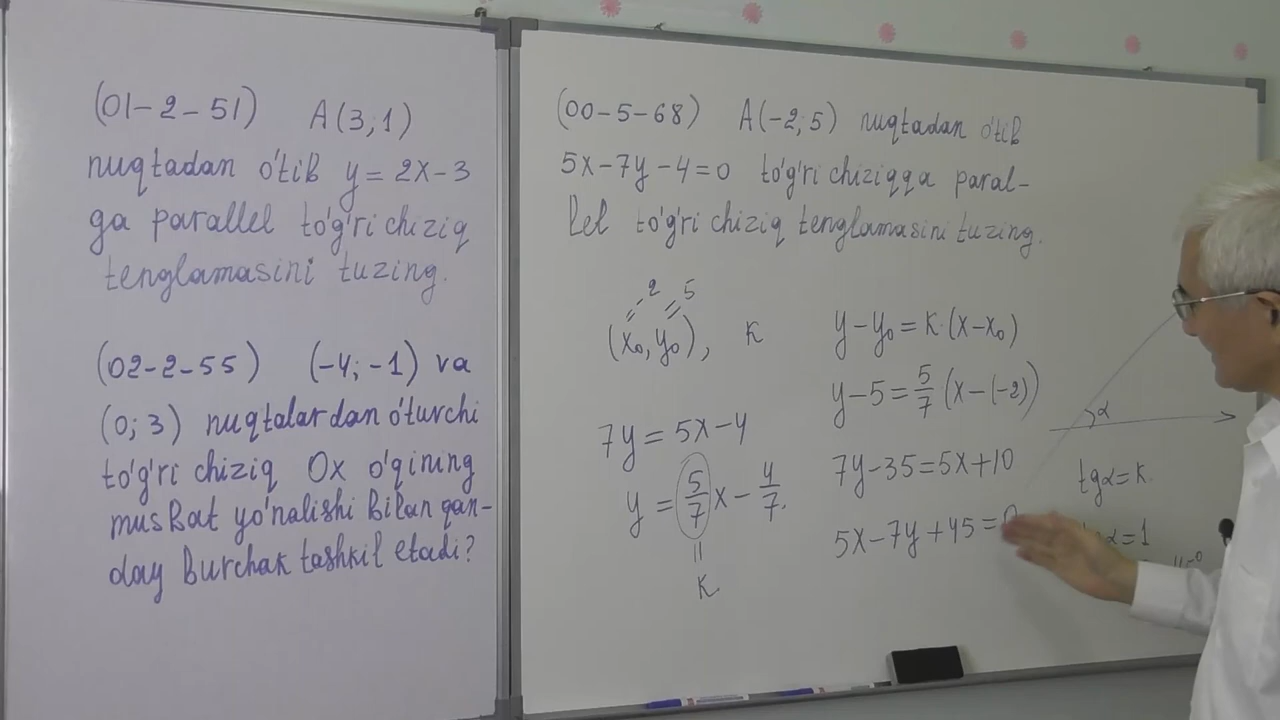 (01-2-51) A(3;1)
nuqtadan o'tib y=2x-3
ga parallel to'g'ri chiziq
tenglamasini tuzing.
(02-2-55) (-4;-1) va
(0;3) nuqtalardan o'tuvchi
to'g'ri chiziq Ox o'qining
musbat yo'nalishi bilan qan-
day burchak tashkil etadi?
(00-5-68) A(-2;5) nuqtadan o'tib
5x-7y-4=0 to'g'ri chiziqqa paral-
lel to'g'ri chiziq tenglamasini tuzing.
-2 5
(x₀,y₀), k
7y=5x-4
y=5/7x-4/7.
=
k
y-y₀=k·(x-x₀)
y-5=5/7(x-(-2))
7y-35=5x+10
5x-7y+45=0
α
tgα=k.
α=1